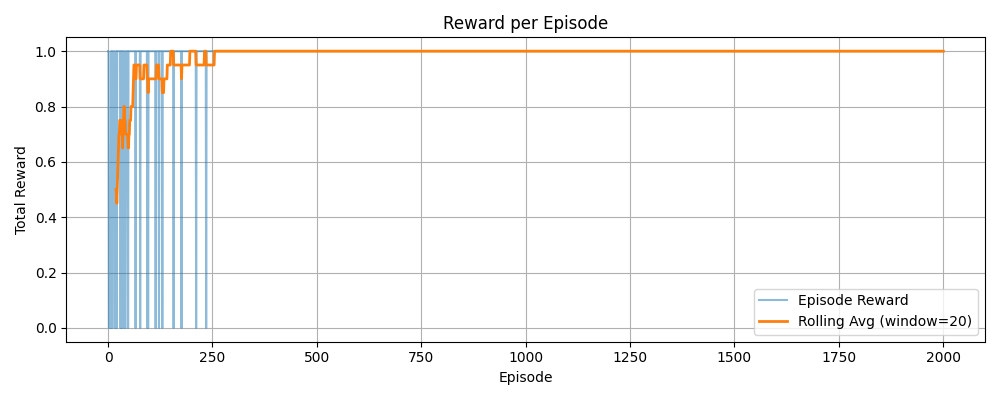 Reward per Episode
1.0
0.8
0.6
0.4
0.2
0.0
Total Reward
0 250 500 750 1000 1250 1500 1750 2000
Episode
Episode Reward
Rolling Avg (window=20)